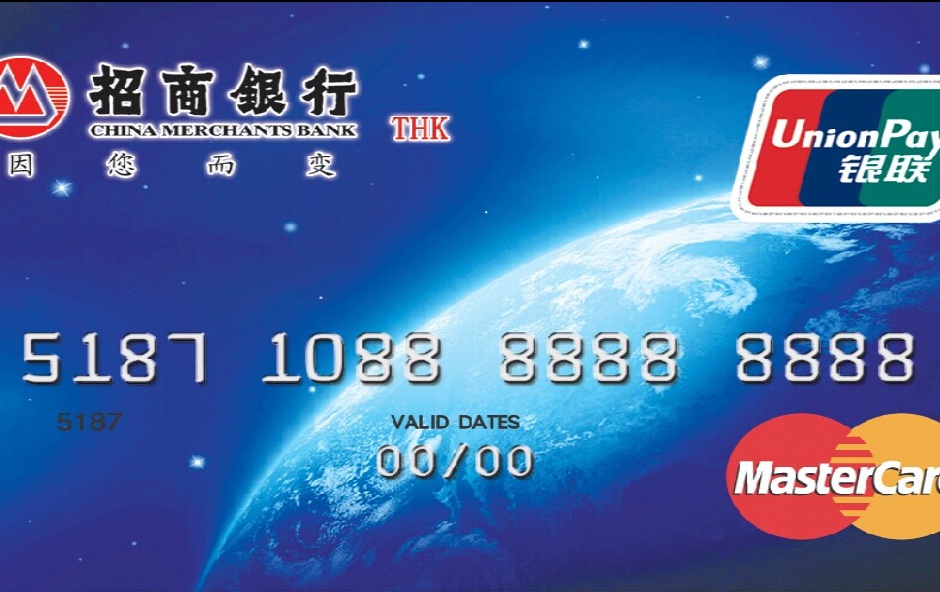 招商银行
CHINA MERCHANTS BANK
THK
因您而变
UnionPay
银联
5187 1088 8888 8888
5187
VALID DATES
00/00
MasterCard